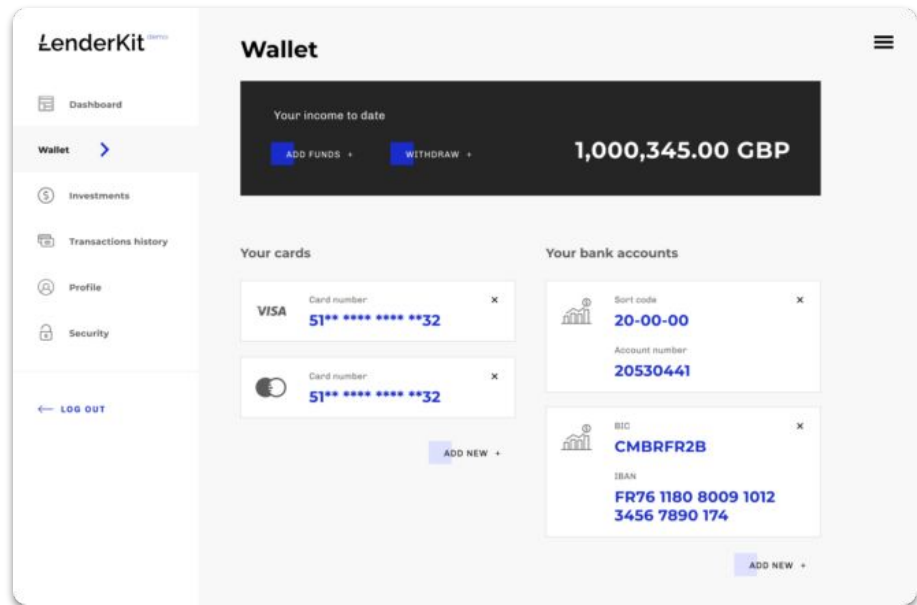 LenderKit demo
Dashboard
Wallet
Investments
Transactions history
Profile
Security
LOG OUT
Wallet
Your income to date
ADD FUNDS +
WITHDRAW +
1,000,345.00 GBP
Your cards
VISA
Card number
51** **** **** **32
Card number
51** **** **** **32
ADD NEW +
Your bank accounts
Sort code
20-00-00
Account number
20530441
BIC
CMBRFR2B
IBAN
FR76 1180 8009 1012
3456 7890 174
ADD NEW +